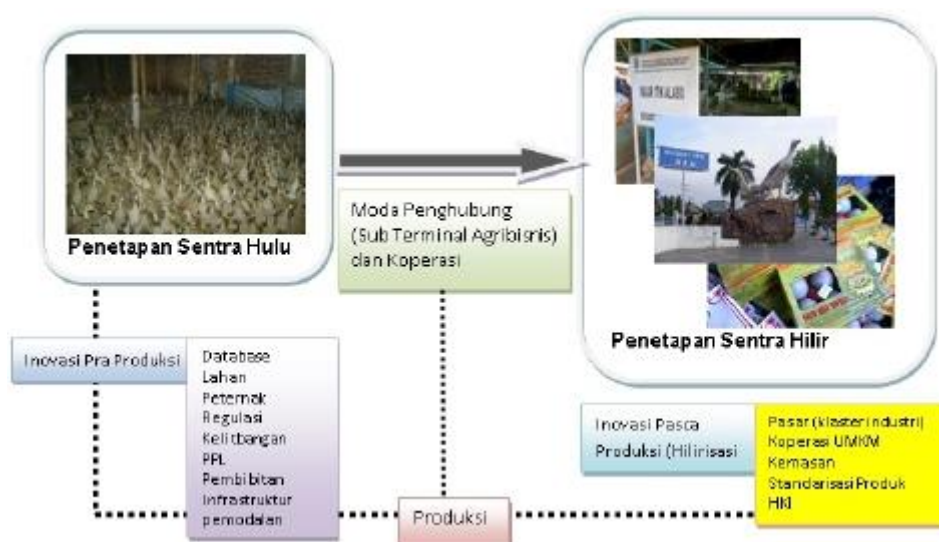 Penetapan Sentra Hulu
Moda Penghubung
(Sub Terminal Agribisnis)
dan Koperasi
Penetapan Sentra Hilir
Inovasi Pra Produksi
Database
Lahan
Peternak
Regulasi
Kelitbangan
PPL
Pembibitan
Infrastruktur
pemodalan
Inovasi Pasca
Produksi (Hilirisasi
Pasar (klaster industri)
Koperasi UMKM
Kemasan
Standarisasi Produk
HKI
Produksi